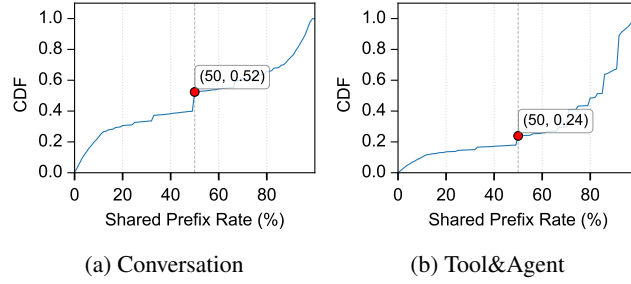 1.0
0.8
0.6
0.4
0.2
0.0
CDF
(50, 0.52)
0 20 40 60 80
Shared Prefix Rate (%)
(a) Conversation
1.0
0.8
0.6
0.4
0.2
0.0
CDF
(50, 0.24)
0 20 40 60 80
Shared Prefix Rate (%)
(b) Tool&Agent